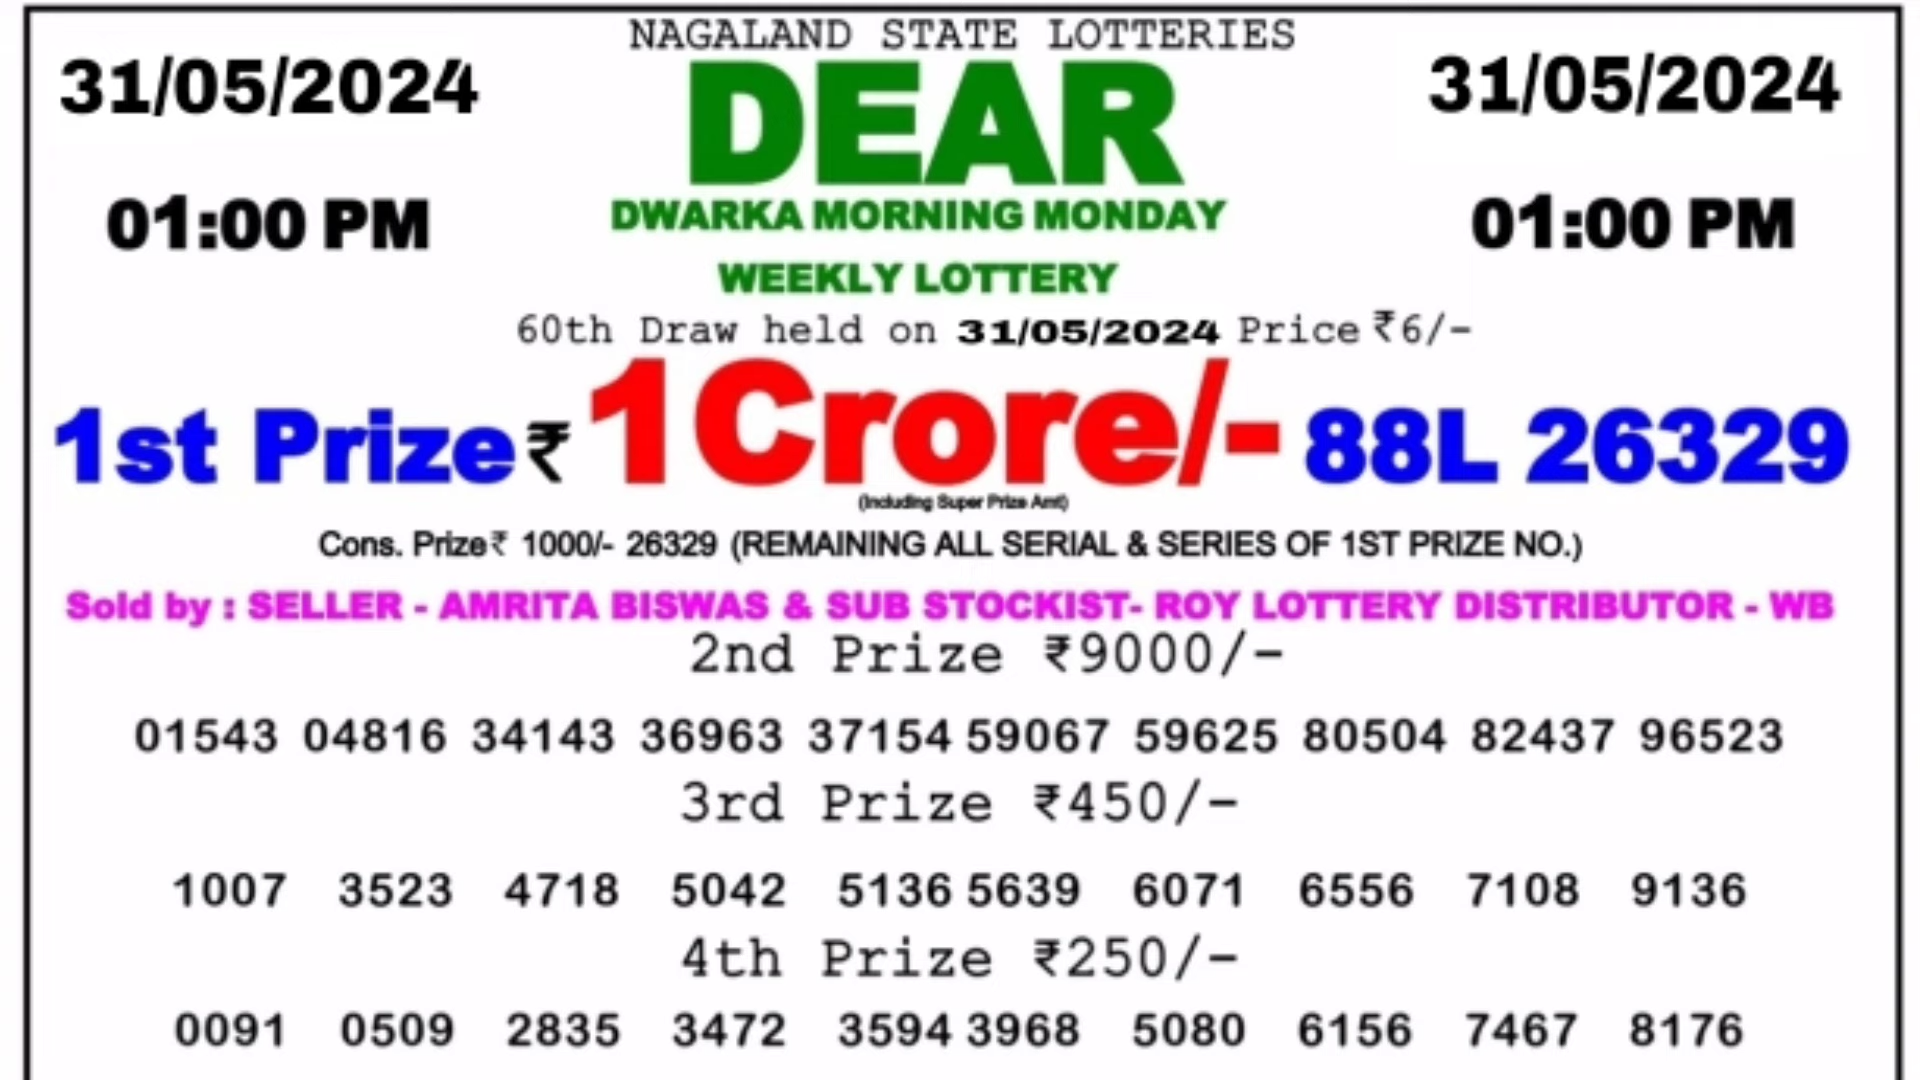 NAGALAND STATE LOTTERIES
31/05/2024
DEAR
31/05/2024
01:00 PM
DWARKA MORNING MONDAY
01:00 PM
WEEKLY LOTTERY
60th Draw held on 31/05/2024 Price ₹6/-
1st Prize ₹ 1Crore/- 88L 26329
(Including Super Prize Amt)
Cons. Prize ₹ 1000/- 26329 (REMAINING ALL SERIAL & SERIES OF 1ST PRIZE NO.)
Sold by : SELLER - AMRITA BISWAS & SUB STOCKIST- ROY LOTTERY DISTRIBUTOR - WB
2nd Prize ₹9000/-
01543 04816 34143 36963 37154 59067 59625 80504 82437 96523
3rd Prize ₹450/-
1007 3523 4718 5042 5136 5639 6071 6556 7108 9136
4th Prize ₹250/-
0091 0509 2835 3472 3594 3968 5080 6156 7467 8176